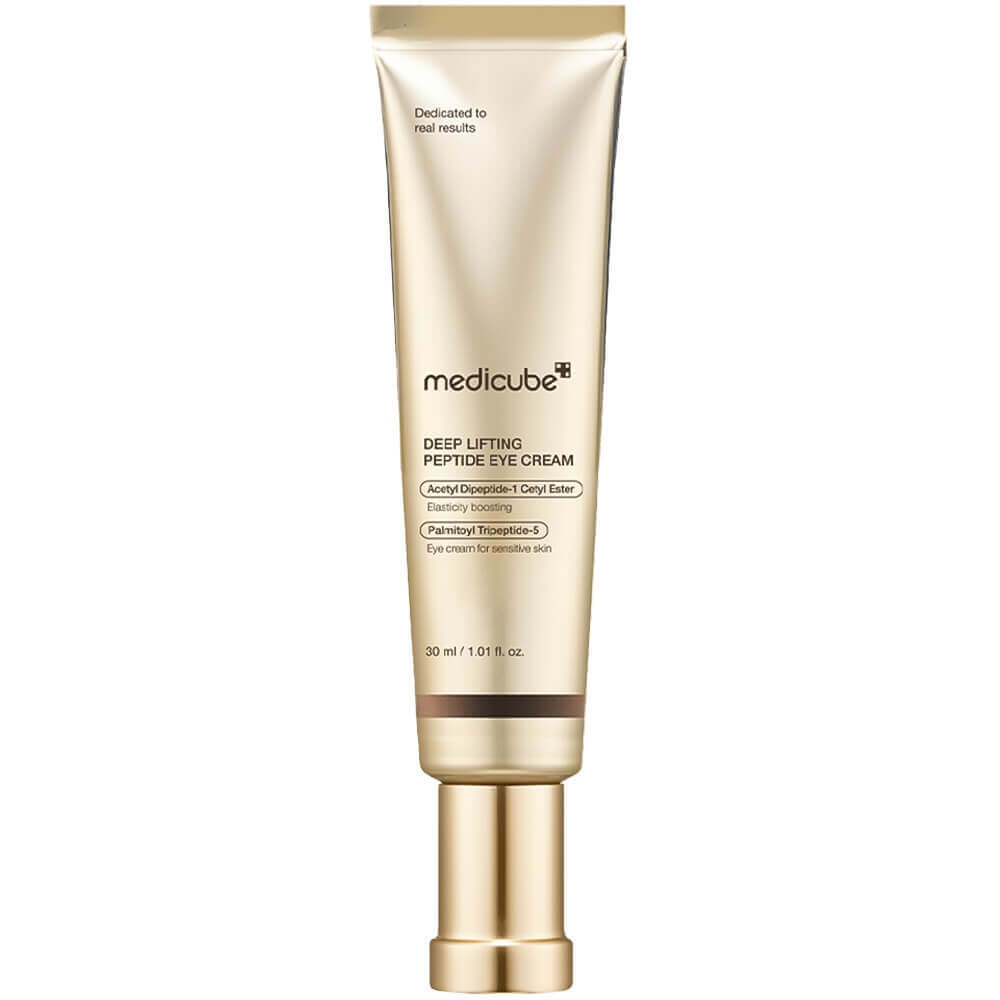 Dedicated to
real results
medicube
DEEP LIFTING
PEPTIDE EYE CREAM
Acetyl Dipeptide-1 Cetyl Ester
Elasticity boosting
Palmitoyl Tripeptide-5
Eye cream for sensitive skin
30 ml / 1.01 fl. oz.